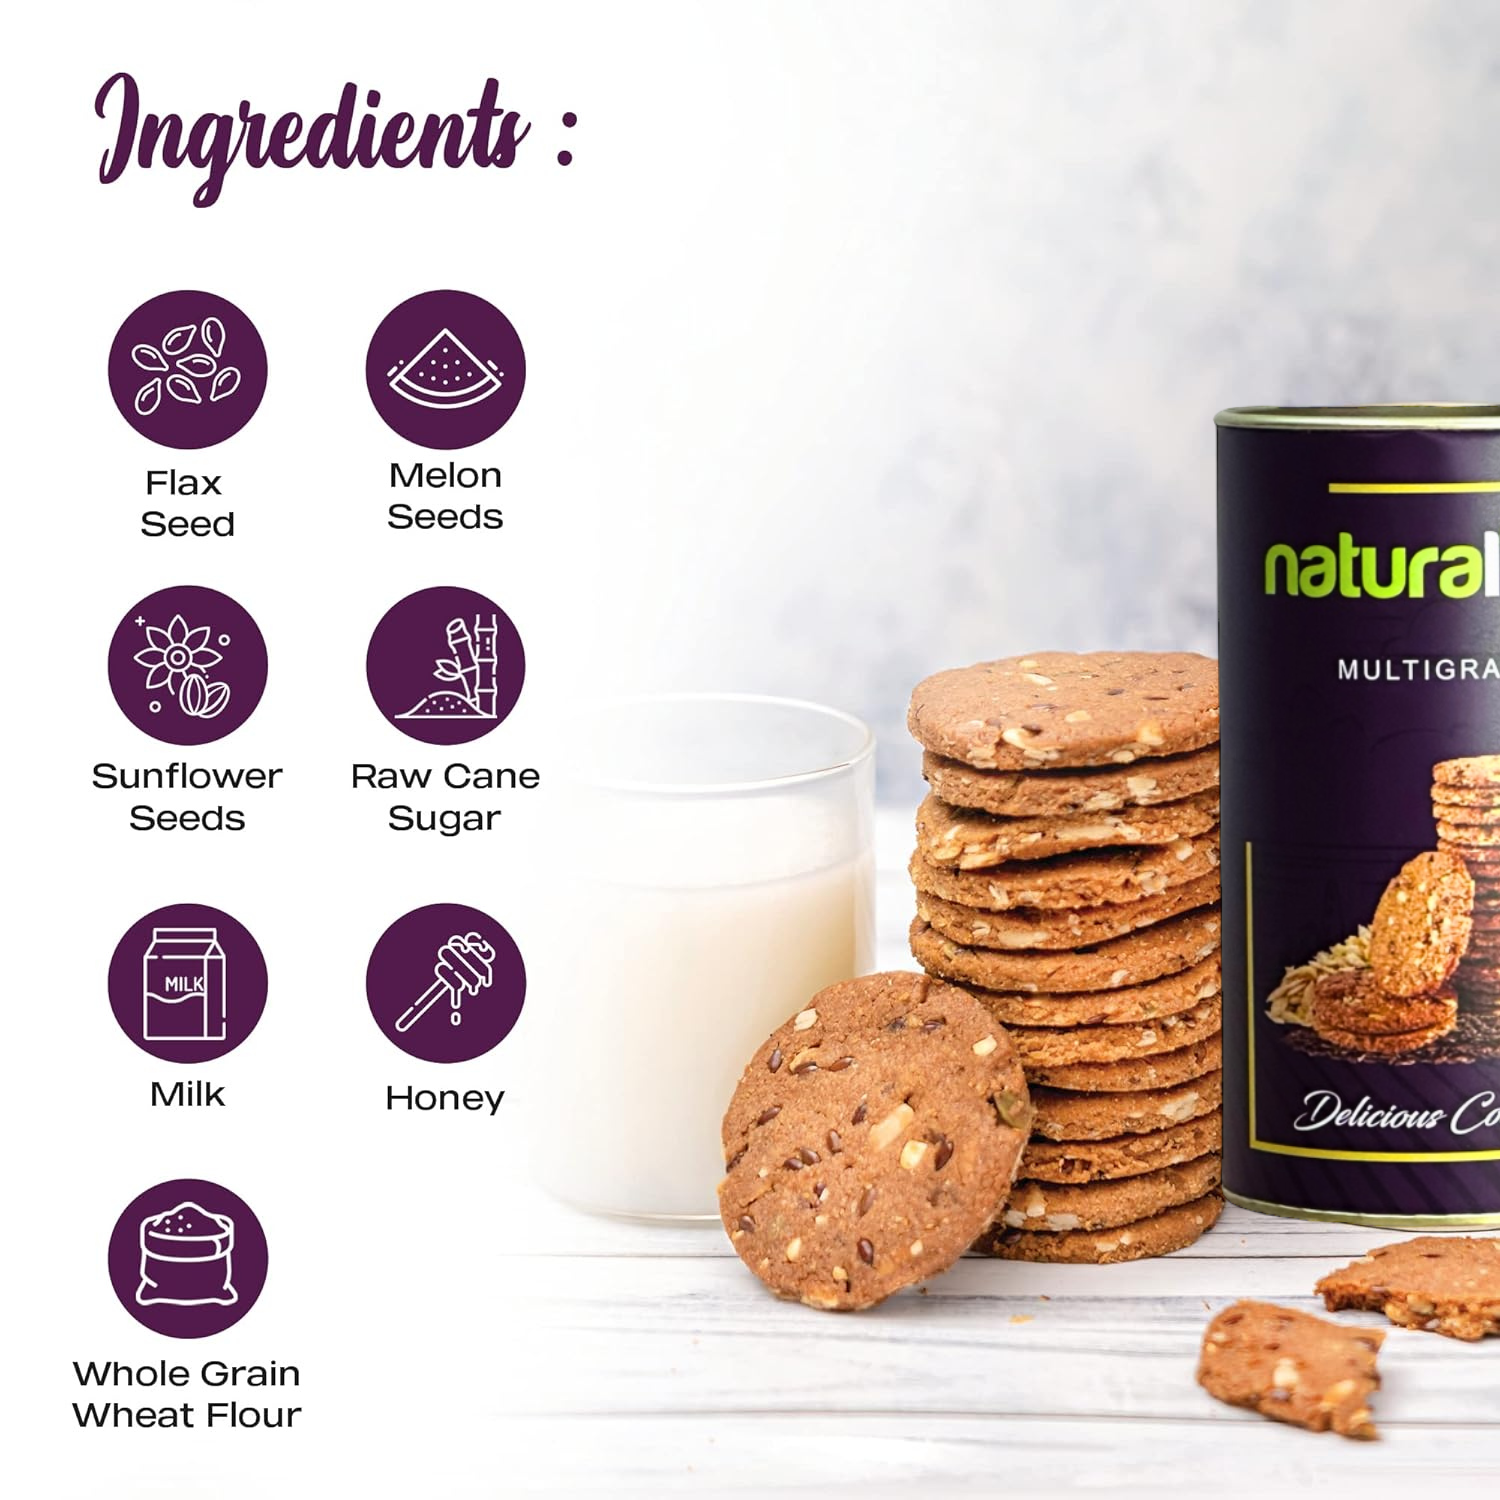 Ingredients :
Flax
Seed
Melon
Seeds
Sunflower
Seeds
Raw Cane
Sugar
MILK
Milk
Honey
Whole Grain
Wheat Flour
natural
MULTIGRA
Delicious Co